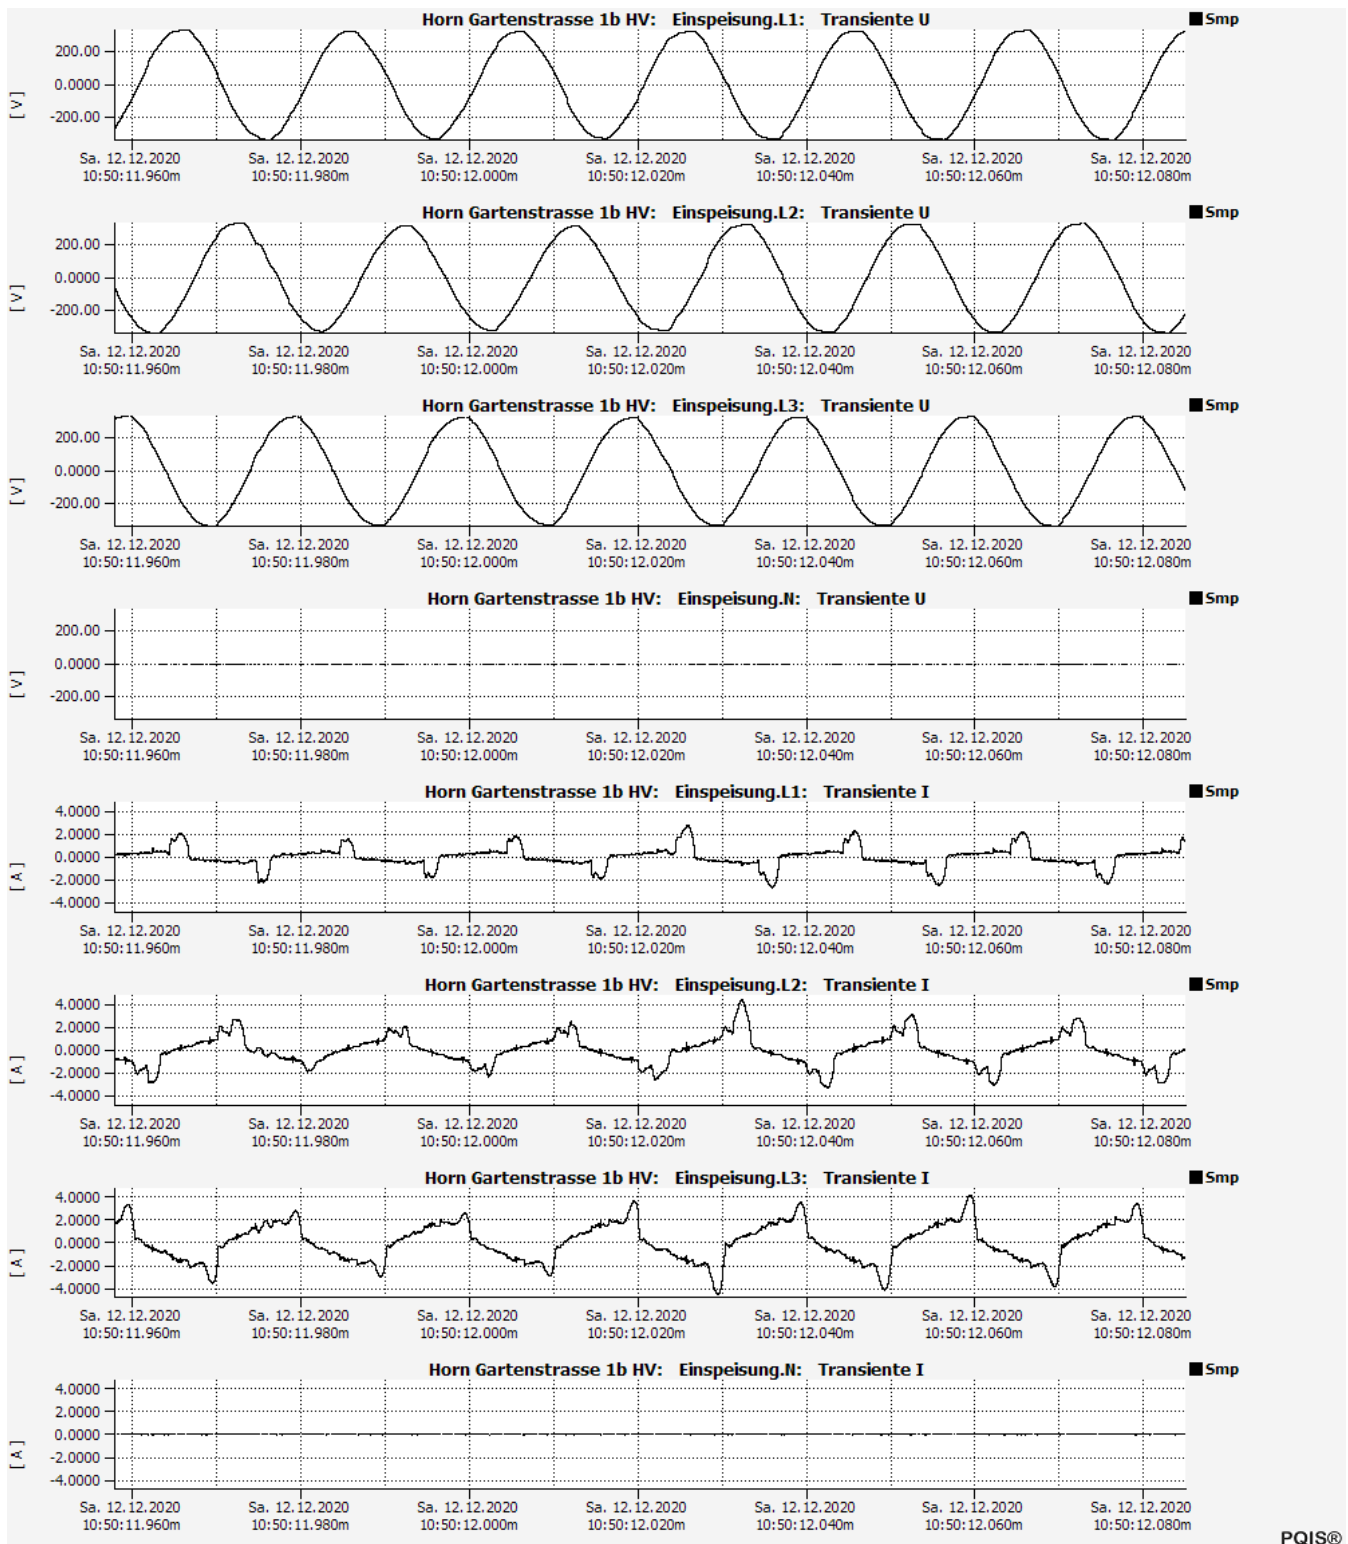 Horn Gartenstrasse 1b HV: Einspeisung.L1: Transiente U
Smp
200.00
0.0000
-200.00
[ V ]
Sa. 12.12.2020 Sa. 12.12.2020 Sa. 12.12.2020 Sa. 12.12.2020 Sa. 12.12.2020 Sa. 12.12.2020 Sa. 12.12.2020
10:50:11.960m 10:50:11.980m 10:50:12.000m 10:50:12.020m 10:50:12.040m 10:50:12.060m 10:50:12.080m
Horn Gartenstrasse 1b HV: Einspeisung.L2: Transiente U
Smp
200.00
0.0000
-200.00
[ V ]
Sa. 12.12.2020 Sa. 12.12.2020 Sa. 12.12.2020 Sa. 12.12.2020 Sa. 12.12.2020 Sa. 12.12.2020 Sa. 12.12.2020
10:50:11.960m 10:50:11.980m 10:50:12.000m 10:50:12.020m 10:50:12.040m 10:50:12.060m 10:50:12.080m
Horn Gartenstrasse 1b HV: Einspeisung.L3: Transiente U
Smp
200.00
0.0000
-200.00
[ V ]
Sa. 12.12.2020 Sa. 12.12.2020 Sa. 12.12.2020 Sa. 12.12.2020 Sa. 12.12.2020 Sa. 12.12.2020 Sa. 12.12.2020
10:50:11.960m 10:50:11.980m 10:50:12.000m 10:50:12.020m 10:50:12.040m 10:50:12.060m 10:50:12.080m
Horn Gartenstrasse 1b HV: Einspeisung.N: Transiente U
Smp
200.00
0.0000
-200.00
[ V ]
Sa. 12.12.2020 Sa. 12.12.2020 Sa. 12.12.2020 Sa. 12.12.2020 Sa. 12.12.2020 Sa. 12.12.2020 Sa. 12.12.2020
10:50:11.960m 10:50:11.980m 10:50:12.000m 10:50:12.020m 10:50:12.040m 10:50:12.060m 10:50:12.080m
Horn Gartenstrasse 1b HV: Einspeisung.L1: Transiente I
Smp
4.0000
2.0000
0.0000
-2.0000
-4.0000
[ A ]
Sa. 12.12.2020 Sa. 12.12.2020 Sa. 12.12.2020 Sa. 12.12.2020 Sa. 12.12.2020 Sa. 12.12.2020 Sa. 12.12.2020
10:50:11.960m 10:50:11.980m 10:50:12.000m 10:50:12.020m 10:50:12.040m 10:50:12.060m 10:50:12.080m
Horn Gartenstrasse 1b HV: Einspeisung.L2: Transiente I
Smp
4.0000
2.0000
0.0000
-2.0000
-4.0000
[ A ]
Sa. 12.12.2020 Sa. 12.12.2020 Sa. 12.12.2020 Sa. 12.12.2020 Sa. 12.12.2020 Sa. 12.12.2020 Sa. 12.12.2020
10:50:11.960m 10:50:11.980m 10:50:12.000m 10:50:12.020m 10:50:12.040m 10:50:12.060m 10:50:12.080m
Horn Gartenstrasse 1b HV: Einspeisung.L3: Transiente I
Smp
4.0000
2.0000
0.0000
-2.0000
-4.0000
[ A ]
Sa. 12.12.2020 Sa. 12.12.2020 Sa. 12.12.2020 Sa. 12.12.2020 Sa. 12.12.2020 Sa. 12.12.2020 Sa. 12.12.2020
10:50:11.960m 10:50:11.980m 10:50:12.000m 10:50:12.020m 10:50:12.040m 10:50:12.060m 10:50:12.080m
Horn Gartenstrasse 1b HV: Einspeisung.N: Transiente I
Smp
4.0000
2.0000
0.0000
-2.0000
-4.0000
[ A ]
Sa. 12.12.2020 Sa. 12.12.2020 Sa. 12.12.2020 Sa. 12.12.2020 Sa. 12.12.2020 Sa. 12.12.2020 Sa. 12.12.2020
10:50:11.960m 10:50:11.980m 10:50:12.000m 10:50:12.020m 10:50:12.040m 10:50:12.060m 10:50:12.080m
PQIS®